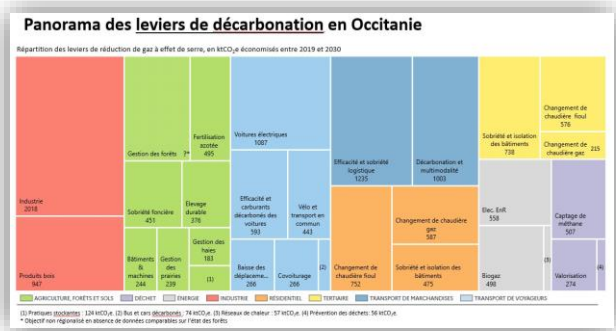 Panorama des leviers de décarbonation en Occitanie
Répartition des leviers de réduction de gaz à effet de serre, en ktCO₂e économisés entre 2019 et 2030
Industrie
2018
Produits bois
947
Gestion des forêts ?*
Fertilisation
azotée
495
Sobriété foncière
451
Elevage
durable
376
Bâtiments
&
machines
244
Gestion
des
prairies
239
Gestion des
haies
183
(1)
Voitures électriques
1087
Efficacité et
carburants
décarbonés des
voitures
593
Vélo et
transport en
commun
443
Baisse des
déplaceme...
268
Covoiturage
266
(2)
Efficacité et sobriété
logistique
1235
Décarbonation et
multimodalité
1003
Changement de
chaudière fioul
752
Changement de chaudière
gaz
587
Sobriété et isolation des
bâtiments
475
Sobriété et isolation
des bâtiments
738
Changement de
chaudière fioul
576
Changement de
chaudière gaz 215
Elec. EnR
558
Biogaz
498
(3)
Captage de
méthane
507
Valorisation
274
(4)
AGRICULTURE, FORÊTS ET SOLS
DÉCHET
ÉNERGIE
INDUSTRIE
RÉSIDENTIEL
TERTIAIRE
TRANSPORT DE MARCHANDISES
TRANSPORT DE VOYAGEURS
(1) Pratiques stockantes : 124 ktCO₂e. (2) Bus et cars décarbonés : 74 ktCO₂e. (3) Réseaux de chaleur : 57 ktCO₂e. (4) Prévention des déchets: 56 ktCO₂e.
* Objectif non régionalisé en absence de données comparables sur l'état des forêts